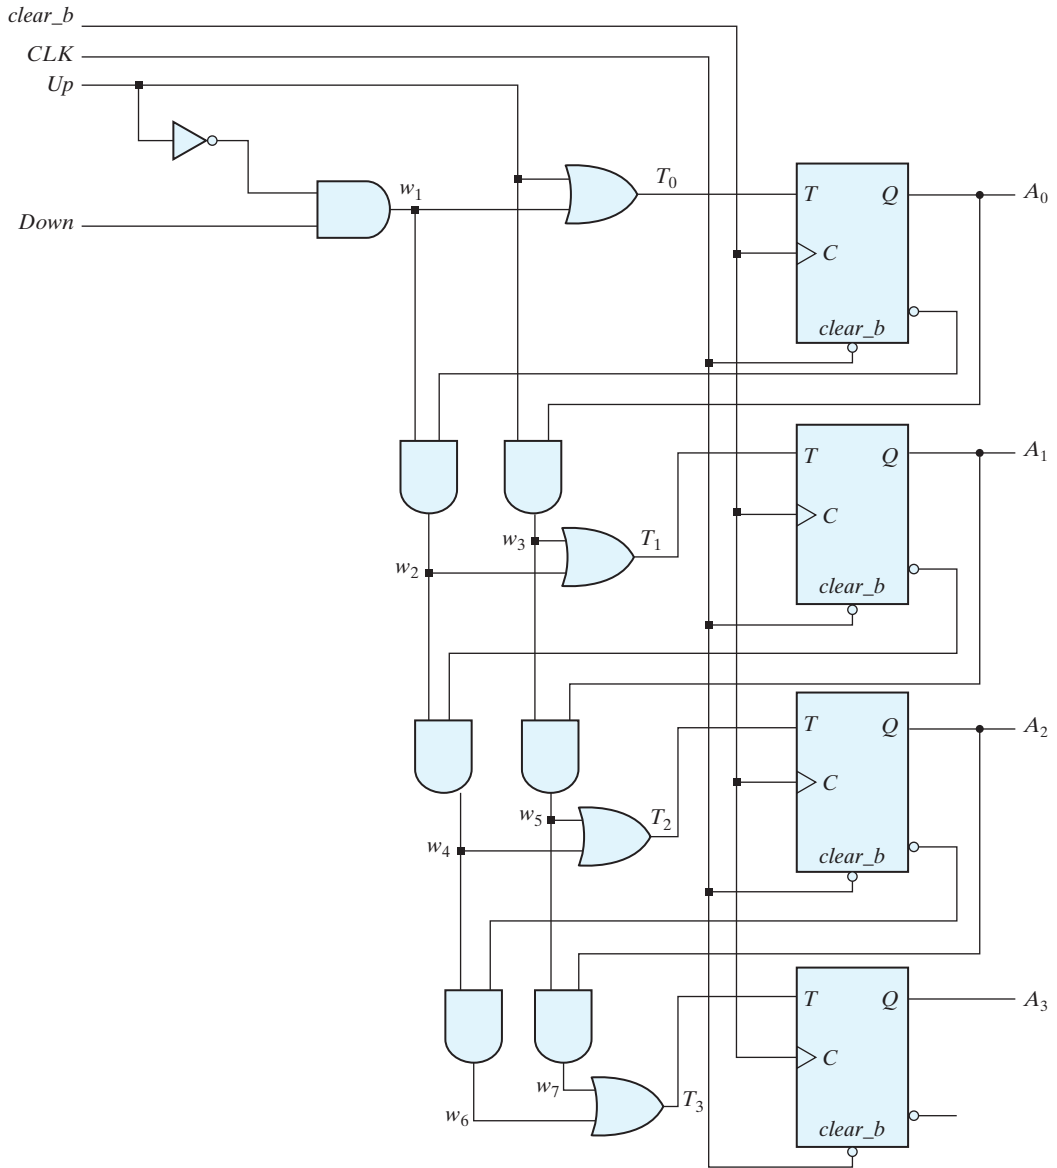 clear_b
CLK
Up
Down
w₁
T₀
T Q
A₀
C
clear_b
w₂
w₃
T₁
T Q
A₁
C
clear_b
w₄
w₅
T₂
T Q
A₂
C
clear_b
w₆
w₇
T₃
T Q
A₃
C
clear_b